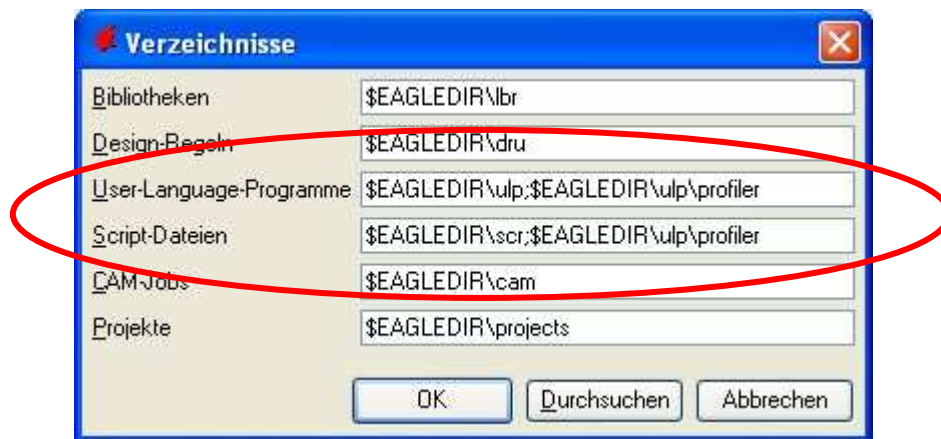 Verzeichnisse
Bibliotheken $EAGLEDIR\lbr
Design-Regeln $EAGLEDIR\dru
User-Language-Programme $EAGLEDIR\ulp;$EAGLEDIR\ulp\profiler
Script-Dateien $EAGLEDIR\scr;$EAGLEDIR\ulp\profiler
CAM-Jobs $EAGLEDIR\cam
Projekte $EAGLEDIR\projects
OK Durchsuchen Abbrechen